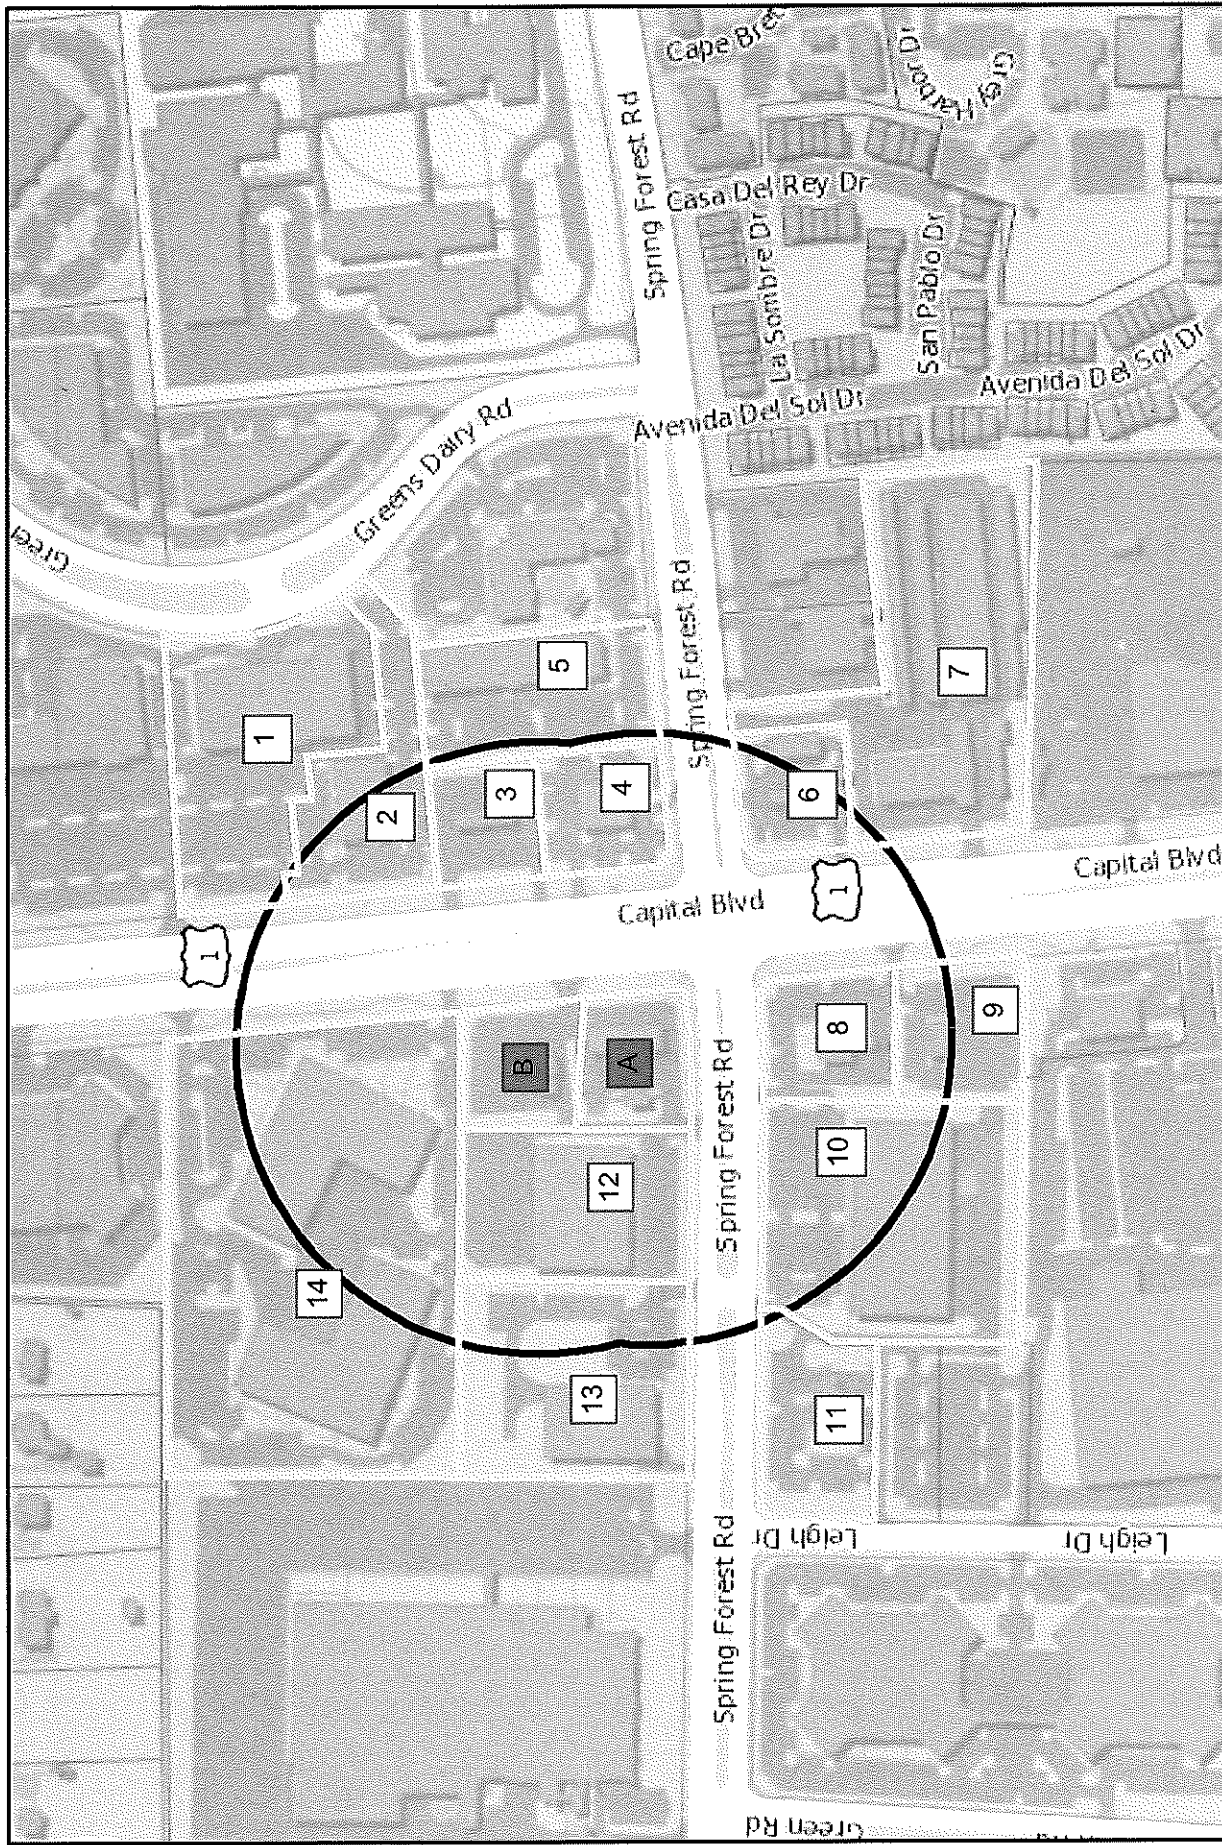 Cape Bret
Grey Harbor Dr
Spring Forest Rd
Casa Del Rey Dr
La Sombre Dr
San Pablo Dr
Avenida Del Sol Dr
Avenida Del Sol Dr
Greens Dairy Rd
Green
Spring Forest Rd
5
7
1
2
3
4
6
Capital Blvd
Capital Blvd
1
1
B
A
8
9
12
10
Spring Forest Rd
14
13
11
Spring Forest Rd
Leigh Dr
Leigh Dr
Green Rd